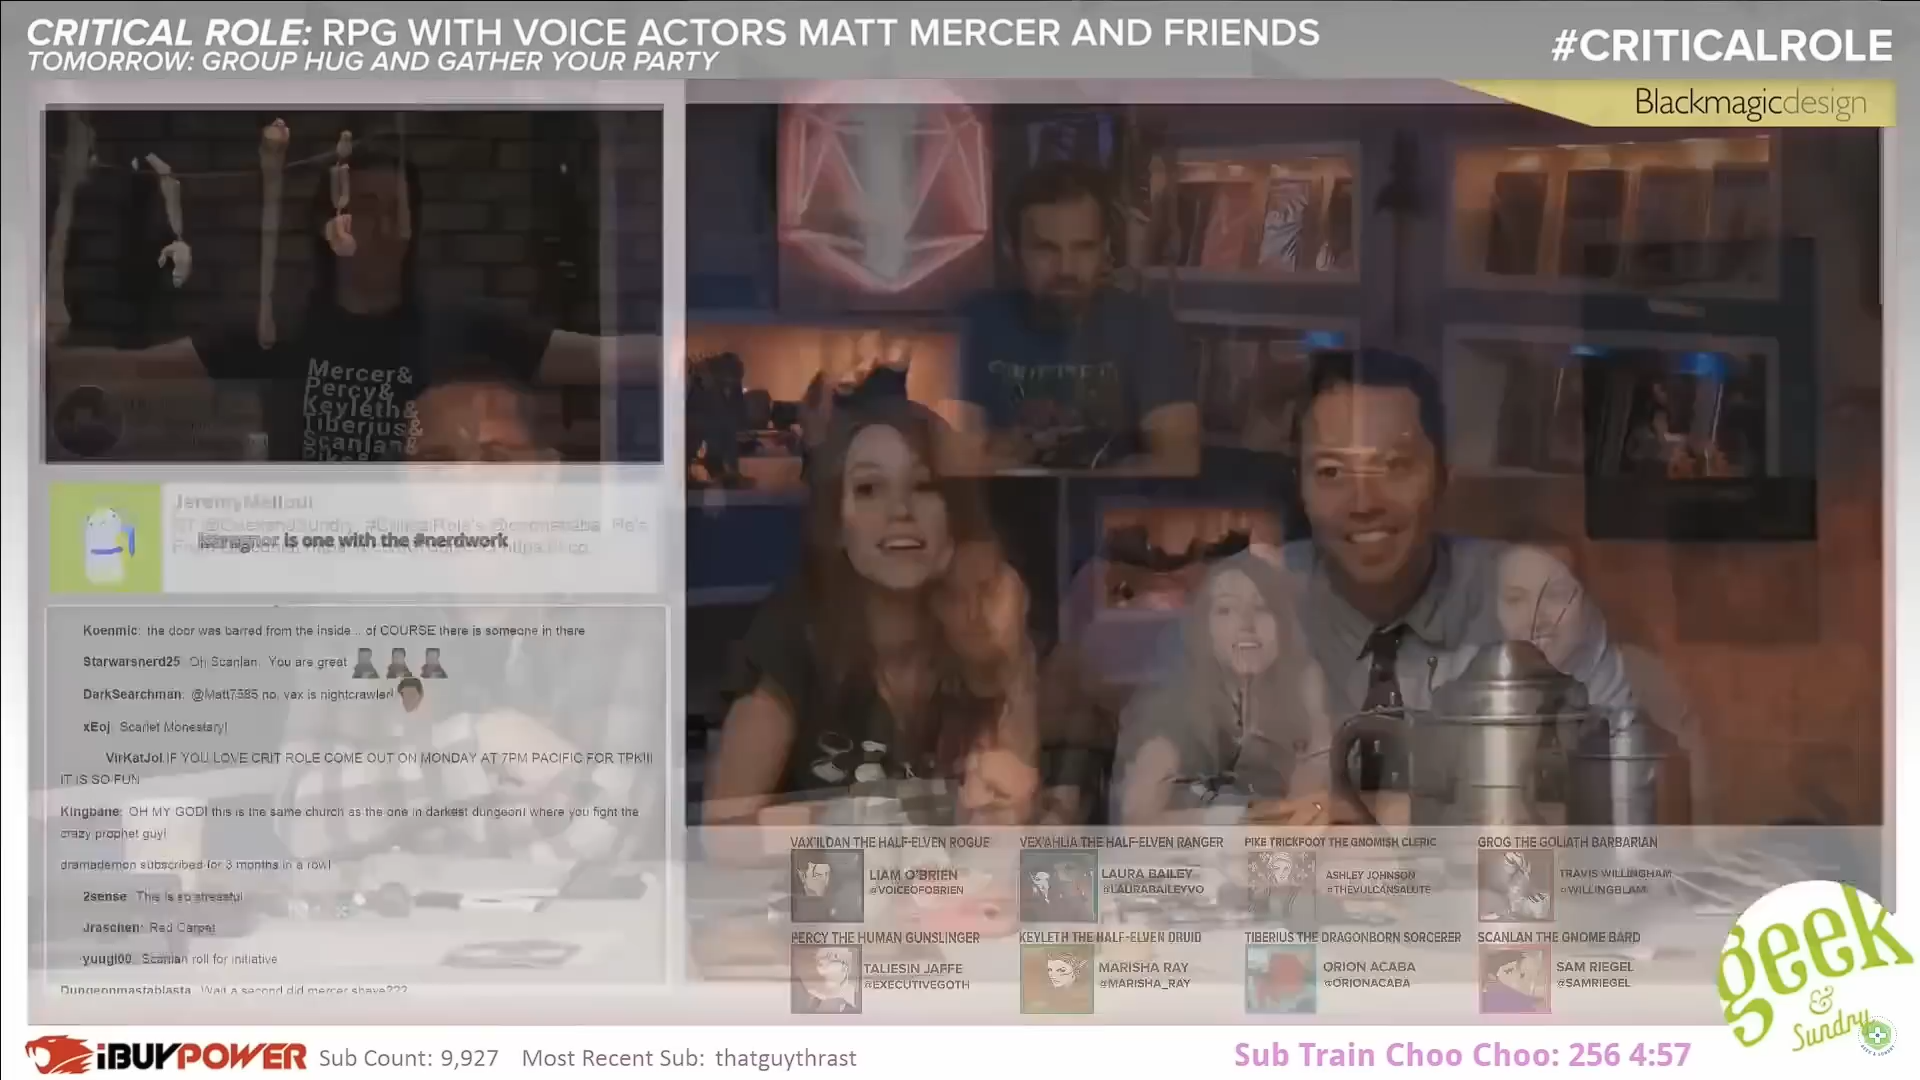 CRITICAL ROLE: RPG WITH VOICE ACTORS MATT MERCER AND FRIENDS
TOMORROW: GROUP HUG AND GATHER YOUR PARTY
#CRITICALROLE
Blackmagicdesign
Mercer&
Percy&
Keyleth&
Tiberius&
Scanlan&
JeremyMelloul
is one with the #nerdwork
Koenmic: the door was barred from the inside... of COURSE there is someone in there
Starwarsnerd25: Oh Scanlan. You are great
DarkSearchman: @Matt7585 no, vax is nightcrawler!
xEoj: Scarlet Monestary!
VirKatJol: IF YOU LOVE CRIT ROLE COME OUT ON MONDAY AT 7PM PACIFIC FOR TPK!!!
IT IS SO FUN
Kingbane: OH MY GOD! this is the same church as the one in darkest dungeon! where you fight the
crazy prophet guy!
dramademon subscribed for 3 months in a row!
2sense: This is so stressful
Jraschen: Red Carpet
yuugi00: Scanlan roll for initiative
Dungeonmastablasta: Wait a second did mercer shave???
VAX'ILDAN THE HALF-ELVEN ROGUE
LIAM O'BRIEN
@VOICEOFOBRIEN
VEX'AHLIA THE HALF-ELVEN RANGER
LAURA BAILEY
@LAURABAILEYVO
PIKE TRICKFOOT THE GNOMISH CLERIC
ASHLEY JOHNSON
@THEVULCANSALUTE
GROG THE GOLIATH BARBARIAN
TRAVIS WILLINGHAM
@WILLINGBLAM
PERCY THE HUMAN GUNSLINGER
TALIESIN JAFFE
@EXECUTIVEGOTH
KEYLETH THE HALF-ELVEN DRUID
MARISHA RAY
@MARISHA_RAY
TIBERIUS THE DRAGONBORN SORCERER
ORION ACABA
@ORIONACABA
SCANLAN THE GNOME BARD
SAM RIEGEL
@SAMRIEGEL
geek
&
Sundry
iBUYPOWER
Sub Count: 9,927 Most Recent Sub: thatguythrast
Sub Train Choo Choo: 256 4:57